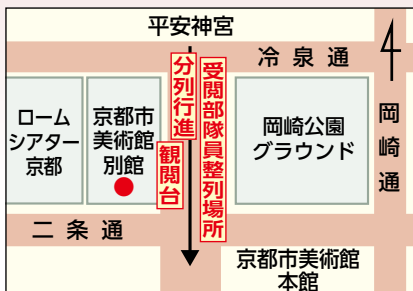 平安神宮
冷泉通
岡崎通
ローム
シアター
京都
京都市
美術館
別館
分列行進
観閲台
受閲部隊員整列場所
岡崎公園
グラウンド
二条通
京都市美術館
本館